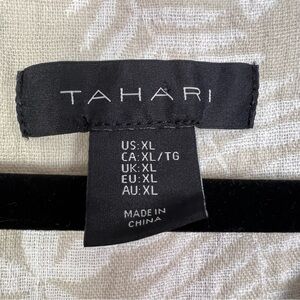 TAHARI
US:XL
CA:XL/TG
UK:XL
EU:XL
AU:XL
MADE IN
CHINA